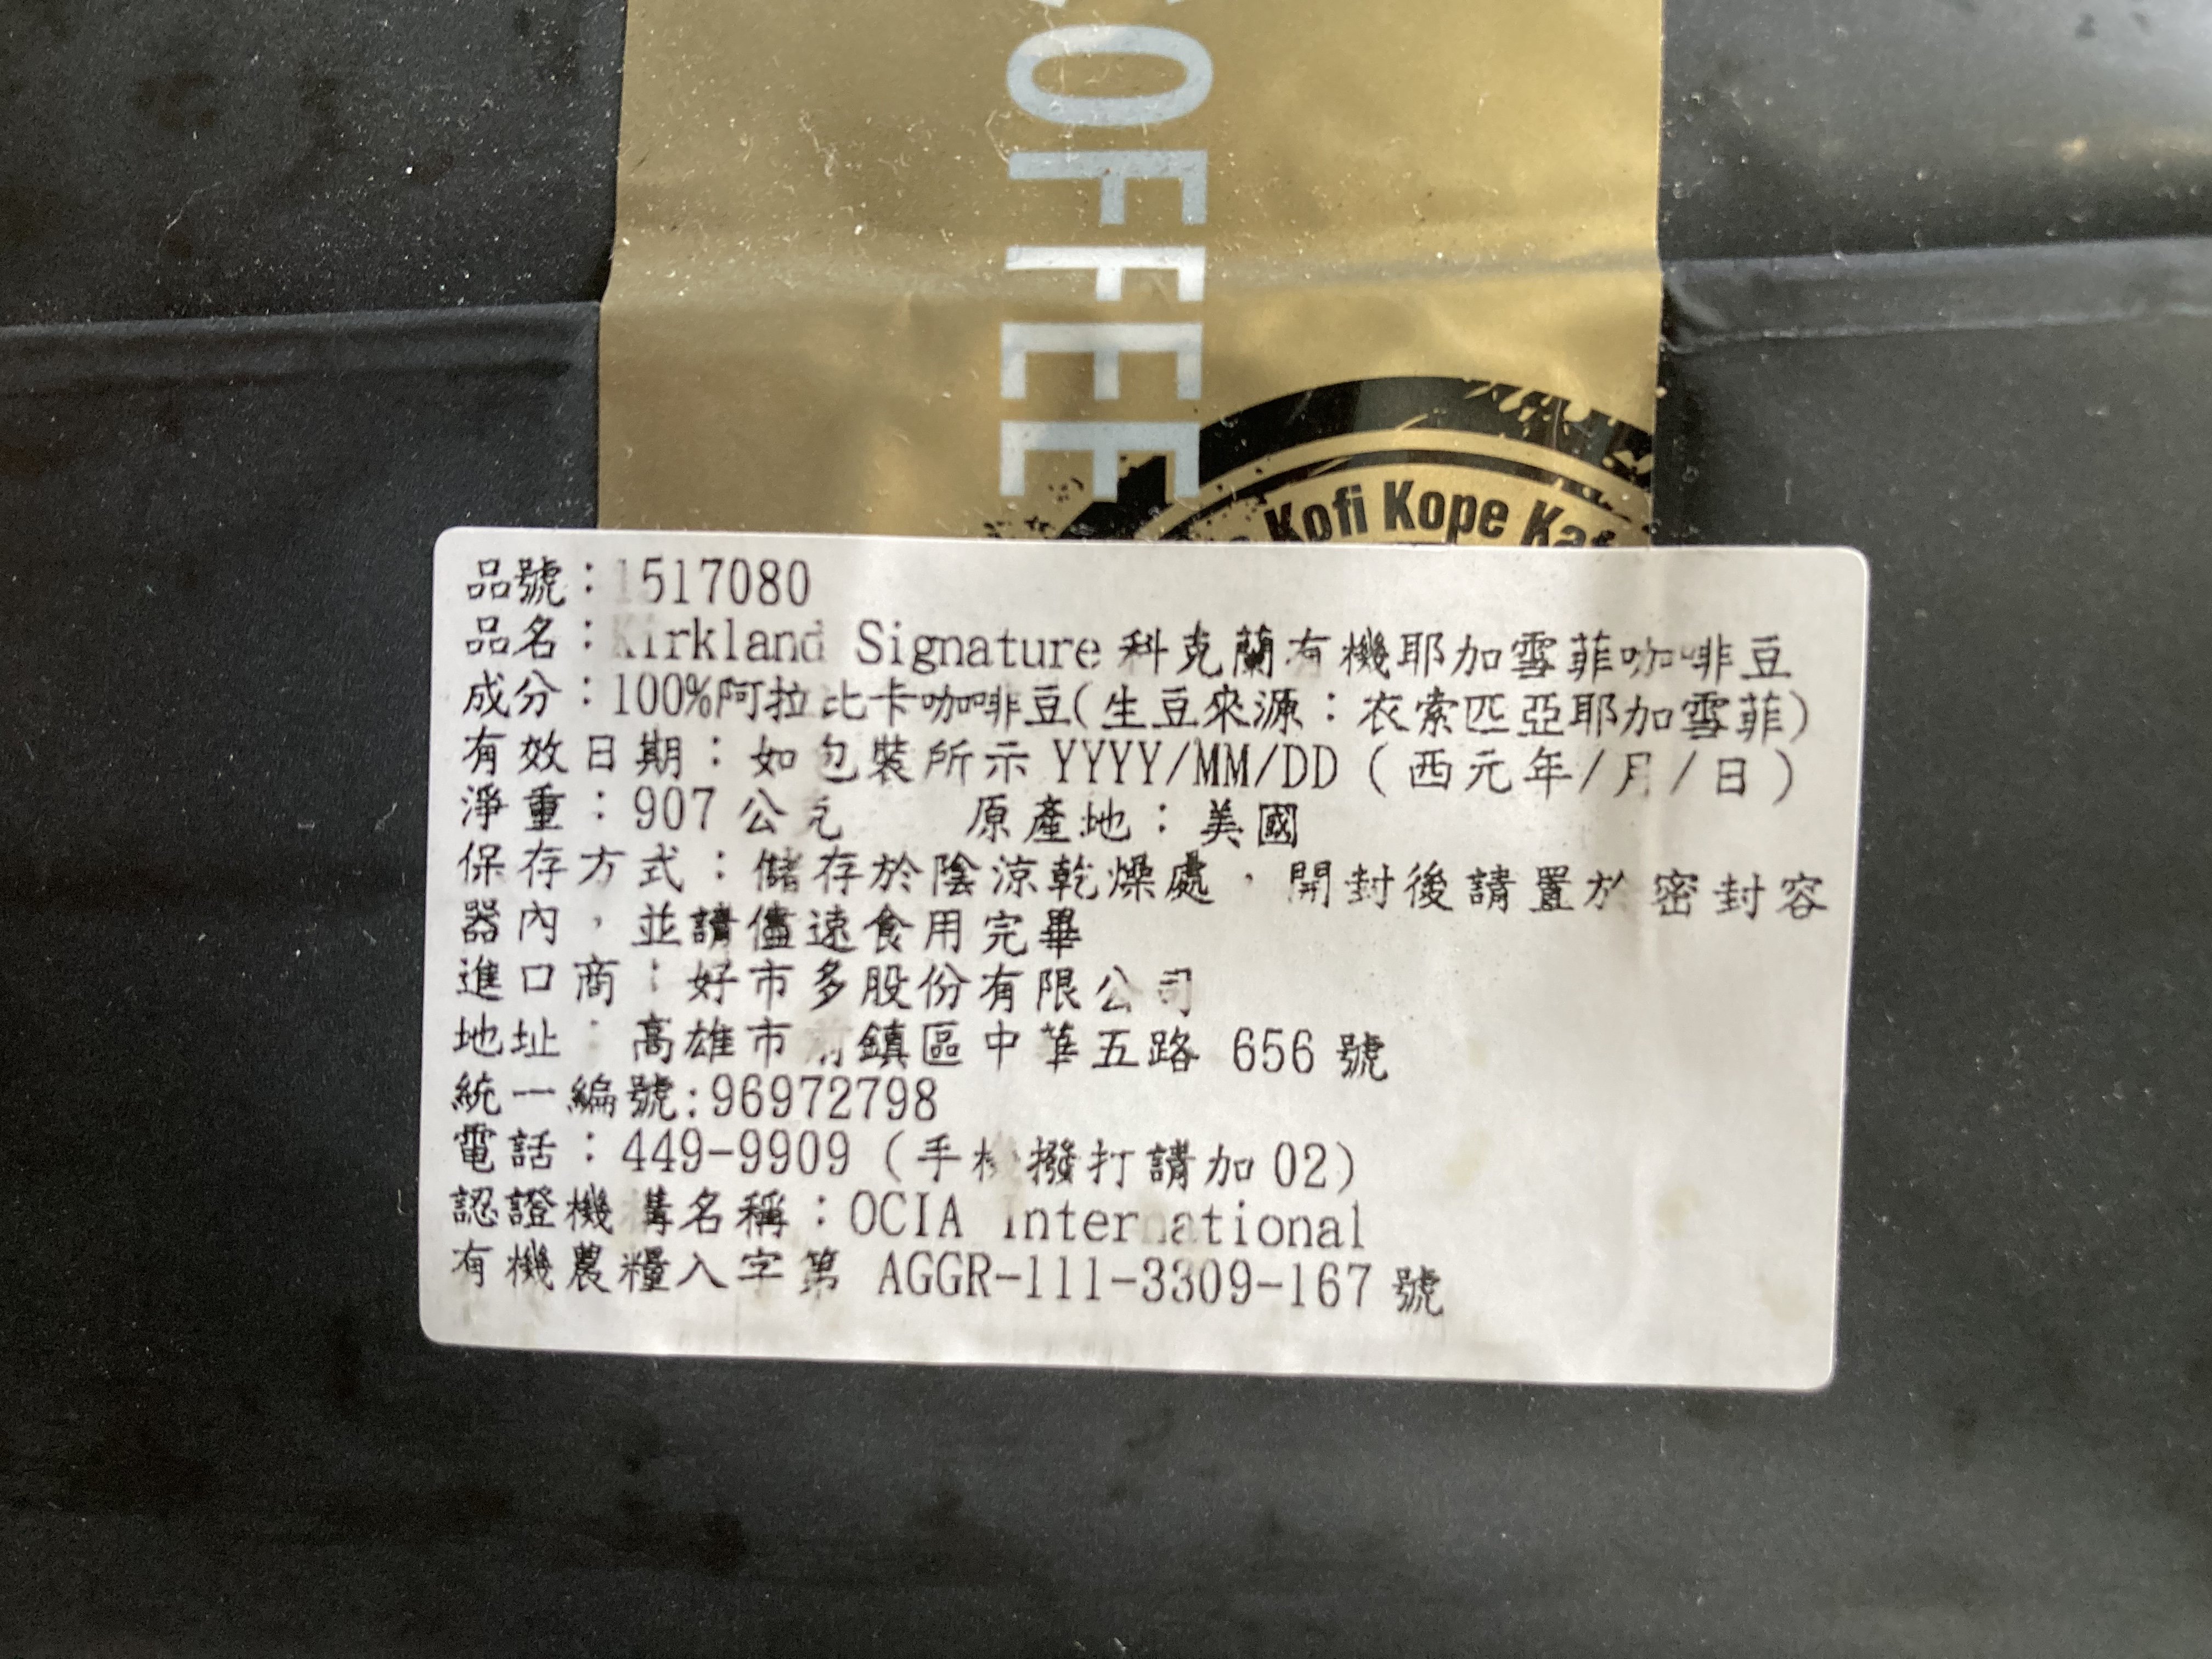 COFFEE
Kofi Kope Kaf
品號：1517080
品名：Kirkland Signature 科克蘭有機耶加雪菲咖啡豆
成分：100%阿拉比卡咖啡豆(生豆來源：衣索匹亞耶加雪菲)
有效日期：如包裝所示 YYYY/MM/DD (西元年/月/日)
淨重：907 公克　原產地：美國
保存方式：儲存於陰涼乾燥處，開封後請置於密封容
器內，並請儘速食用完畢
進口商：好市多股份有限公司
地址：高雄市前鎮區中華五路 656 號
統一編號:96972798
電話：449-9909 (手機撥打請加 02)
認證機構名稱：OCIA International
有機農糧入字第 AGGR-111-3309-167 號